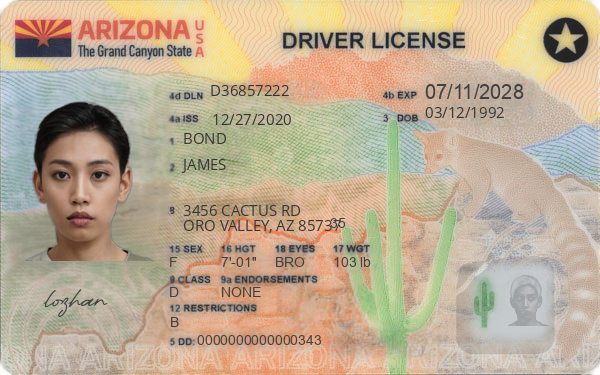 ARIZONA USA
The Grand Canyon State
DRIVER LICENSE
4d DLN D36857222
4b EXP 07/11/2028
4a ISS 12/27/2020
3 DOB 03/12/1992
1 BOND
2 JAMES
8 3456 CACTUS RD
ORO VALLEY, AZ 85737
15 SEX F
16 HGT 7'-01"
18 EYES BRO
17 WGT 103 lb
9 CLASS D
9a ENDORSEMENTS NONE
12 RESTRICTIONS
B
5 DD: 0000000000000343
lozhan
ARIZONA ARIZONA ARIZONA ARIZONA